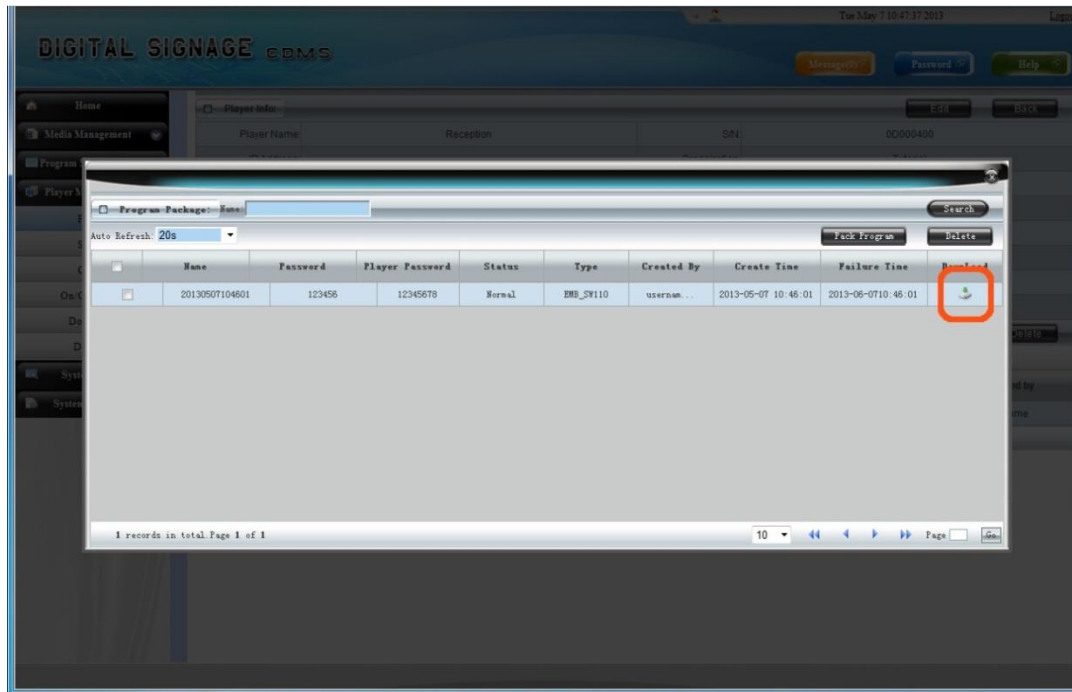 Tue May 7 10:47:37 2013
DIGITAL SIGNAGE CDMS
Password
Help
Home
Player Info:
Edit
Back
Media Management
Player Name:
Reception
S/N:
0D000400
Program
Program Package: Name:
Search
Auto Refresh: 20s
Pack Program
Delete
Name Password Player Password Status Type Created By Create Time Failure Time Download
20130507104601 123456 12345678 Normal EMB_SW110 usernam... 2013-05-07 10:46:01 2013-06-0710:46:01
Delete
1 records in total.Page 1 of 1
10
Page
Go